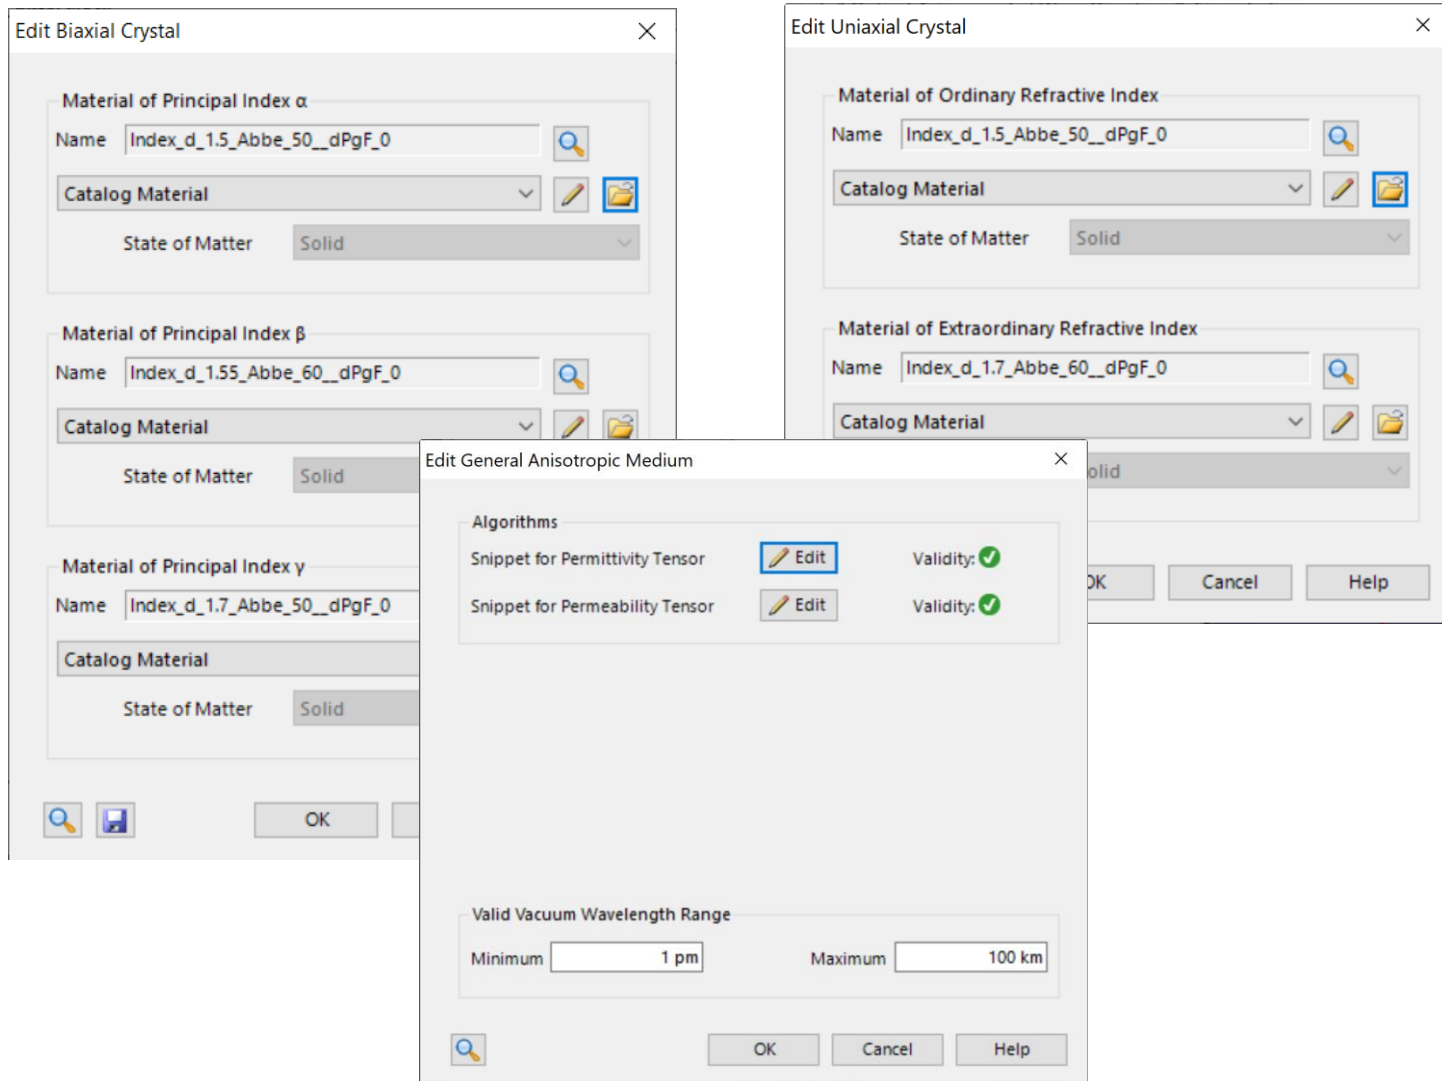 Edit Biaxial Crystal
Material of Principal Index α
Name Index_d_1.5_Abbe_50__dPgF_0
Catalog Material
State of Matter Solid
Material of Principal Index β
Name Index_d_1.55_Abbe_60__dPgF_0
Catalog Material
State of Matter Solid
Material of Principal Index γ
Name Index_d_1.7_Abbe_50__dPgF_0
Catalog Material
State of Matter Solid
OK
Edit Uniaxial Crystal
Material of Ordinary Refractive Index
Name Index_d_1.5_Abbe_50__dPgF_0
Catalog Material
State of Matter Solid
Material of Extraordinary Refractive Index
Name Index_d_1.7_Abbe_60__dPgF_0
Catalog Material
olid
OK Cancel Help
Edit General Anisotropic Medium
Algorithms
Snippet for Permittivity Tensor Edit Validity:
Snippet for Permeability Tensor Edit Validity:
Valid Vacuum Wavelength Range
Minimum 1 pm Maximum 100 km
OK Cancel Help